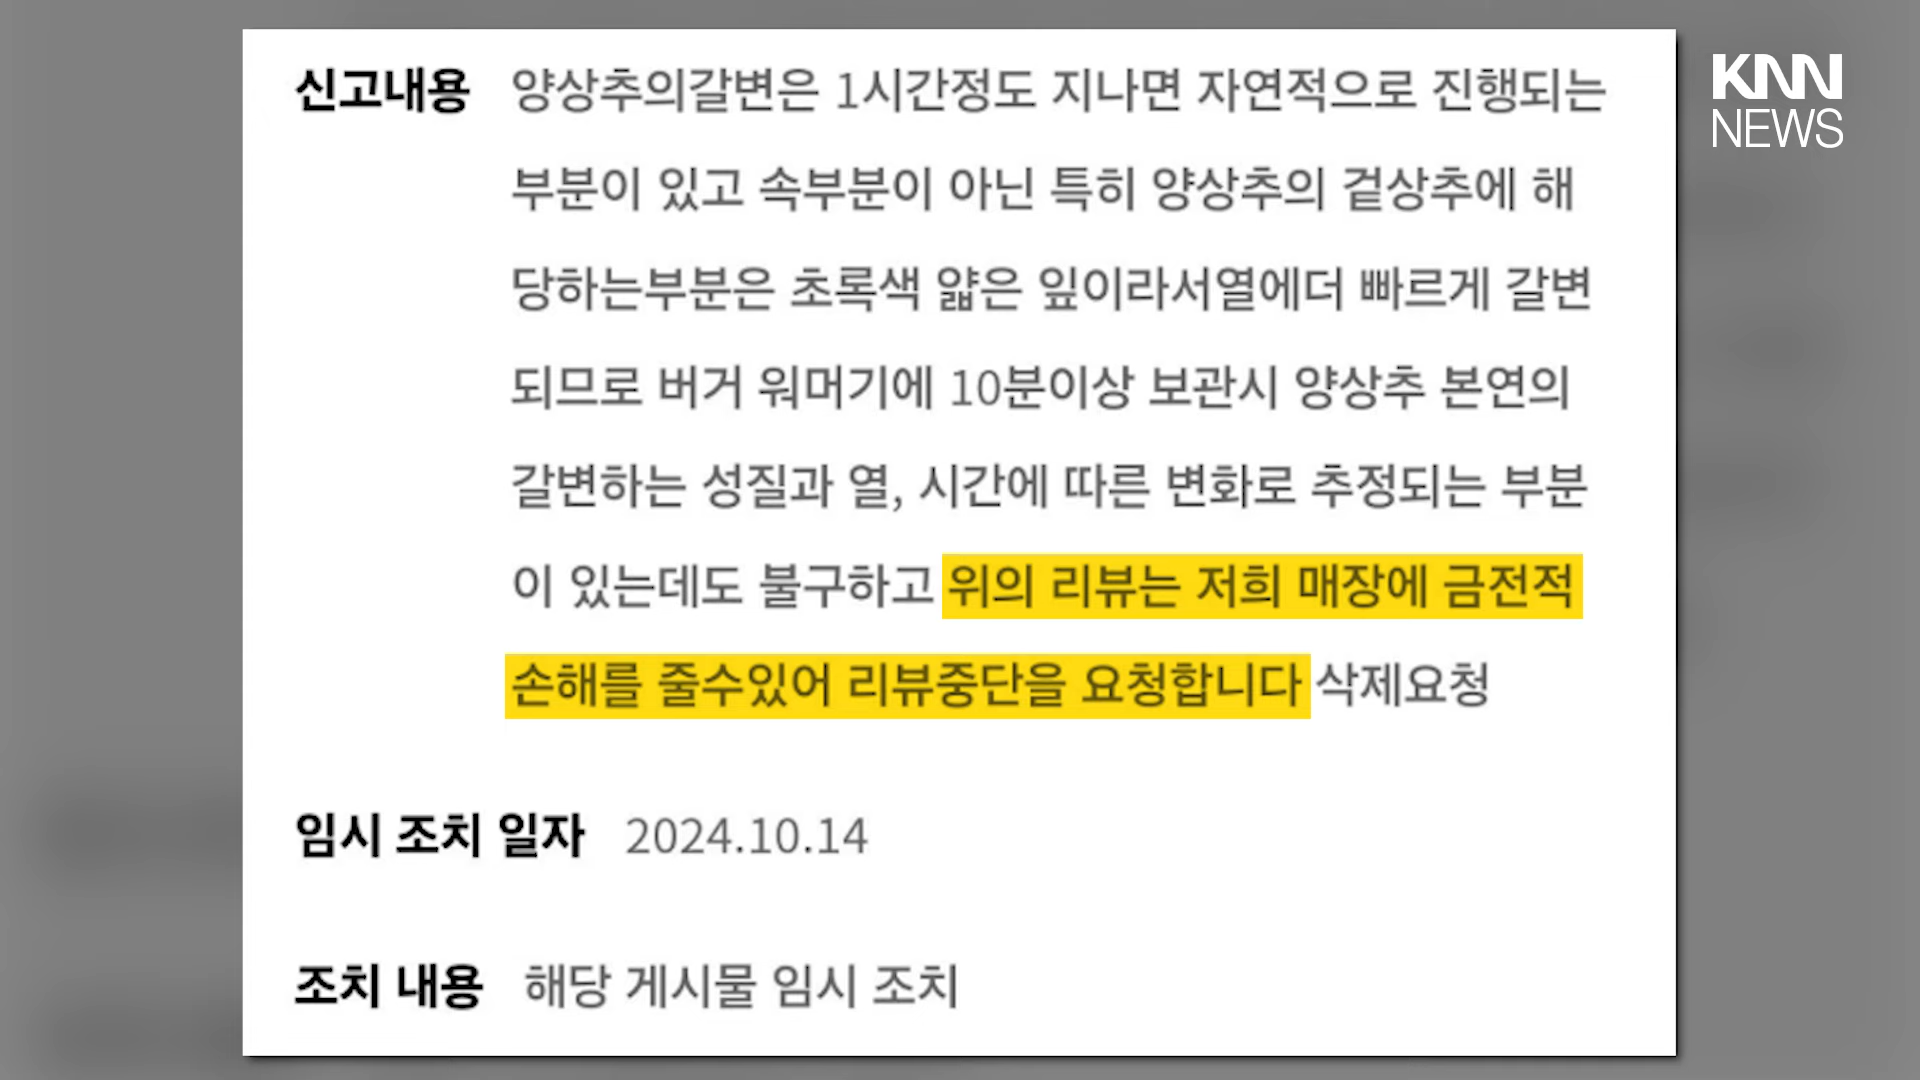 KNN
NEWS
신고내용 양상추의갈변은 1시간정도 지나면 자연적으로 진행되는
부분이 있고 속부분이 아닌 특히 양상추의 겉상추에 해
당하는부분은 초록색 얇은 잎이라서열에더 빠르게 갈변
되므로 버거 워머기에 10분이상 보관시 양상추 본연의
갈변하는 성질과 열, 시간에 따른 변화로 추정되는 부분
이 있는데도 불구하고 위의 리뷰는 저희 매장에 금전적
손해를 줄수있어 리뷰중단을 요청합니다 삭제요청
임시 조치 일자 2024.10.14
조치 내용 해당 게시물 임시 조치